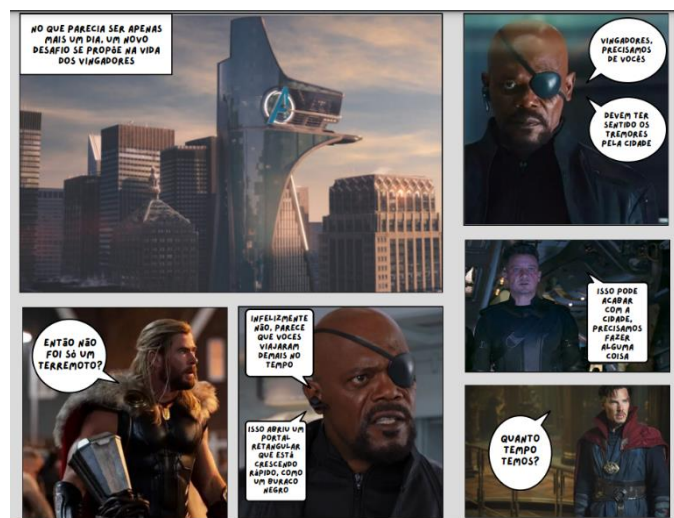 NO QUE PARECIA SER APENAS
MAIS UM DIA, UM NOVO
DESAFIO SE PROPÕE NA VIDA
DOS VINGADORES
VINGADORES,
PRECISAMOS
DE VOCÊS
DEVEM TER
SENTIDO OS
TREMORES
PELA CIDADE
ENTÃO NÃO
FOI SÓ UM
TERREMOTO?
INFELIZMENTE
NÃO, PARECE
QUE VOCES
VIAJARAM
DEMAIS NO
TEMPO
ISSO ABRIU UM
PORTAL
RETANGULAR
QUE ESTÁ
CRESCENDO
RÁPIDO, COMO
UM BURACO
NEGRO
ISSO PODE
ACABAR
COM A
CIDADE,
PRECISAMOS
FAZER
ALGUMA
COISA
QUANTO
TEMPO
TEMOS?